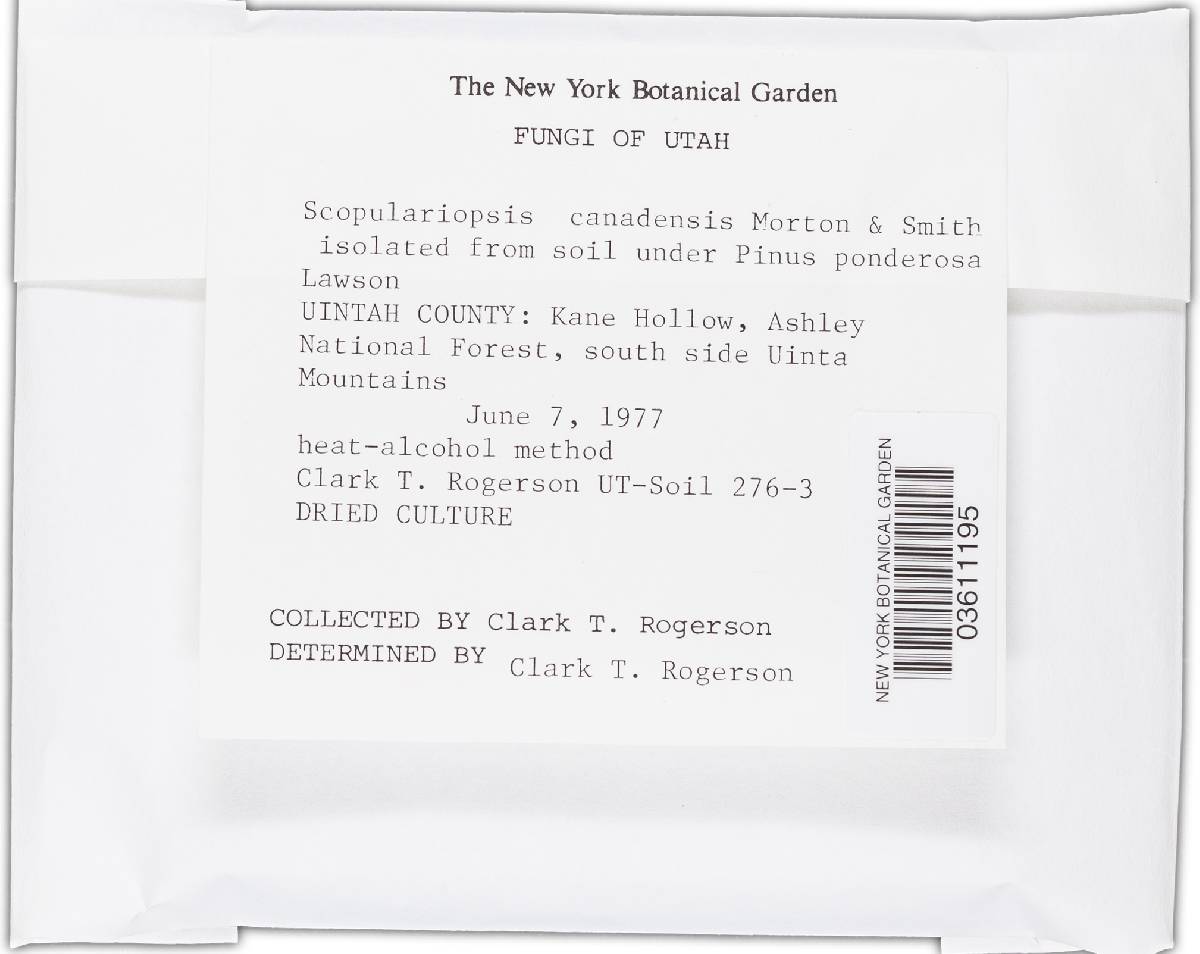 The New York Botanical Garden
FUNGI OF UTAH
Scopulariopsis canadensis Morton & Smith
isolated from soil under Pinus ponderosa
Lawson
UINTAH COUNTY: Kane Hollow, Ashley
National Forest, south side Uinta
Mountains
June 7, 1977
heat-alcohol method
Clark T. Rogerson UT-Soil 276-3
DRIED CULTURE
COLLECTED BY Clark T. Rogerson
DETERMINED BY Clark T. Rogerson
NEW YORK BOTANICAL GARDEN
03611195